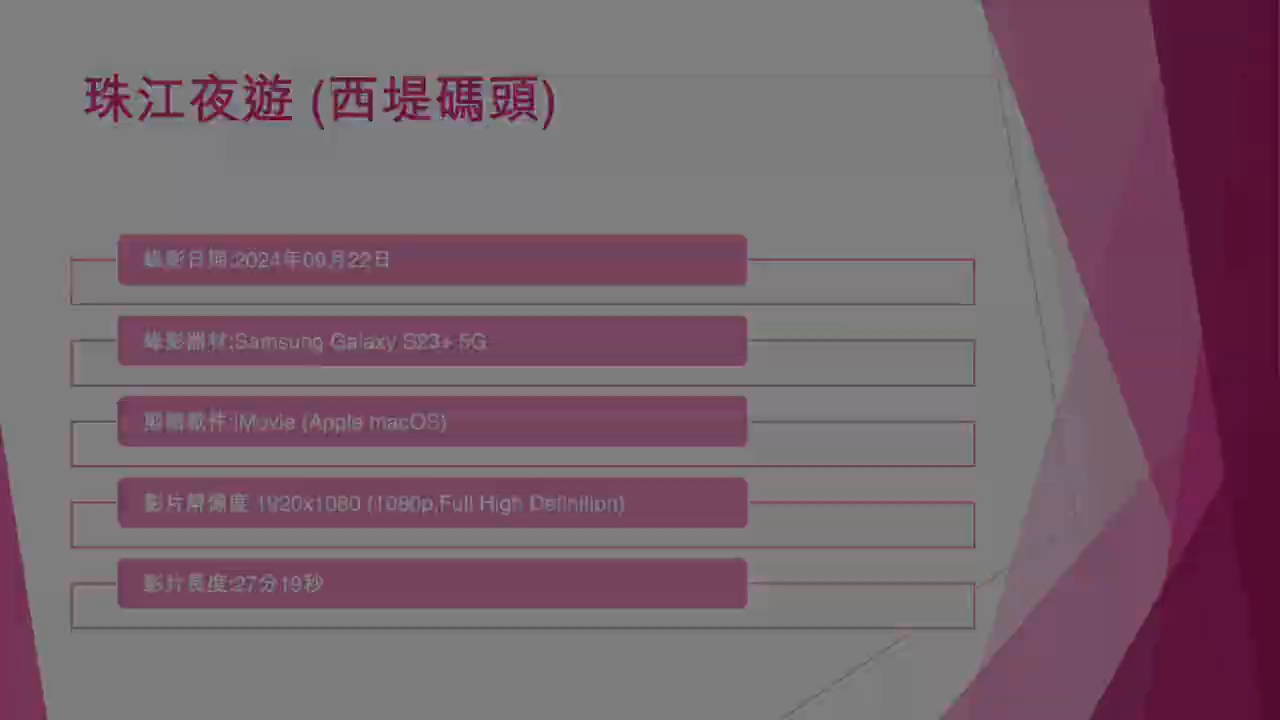 珠江夜遊 (西堤碼頭)
錄影日期:2024年09月22日
錄影器材:Samsung Galaxy S23+ 5G
剪輯軟件:iMovie (Apple macOS)
影片解像度:1920x1080 (1080p,Full High Definition)
影片長度:27分19秒